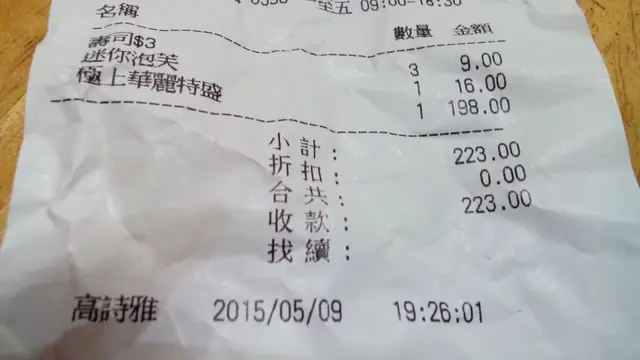 至五 09:00-18:30
名稱 數量 金額
壽司$3 3 9.00
迷你泡芙 1 16.00
極上華麗特盛 1 198.00
小計: 223.00
折扣: 0.00
合共: 223.00
收款:
找續:
高詩雅 2015/05/09 19:26:01